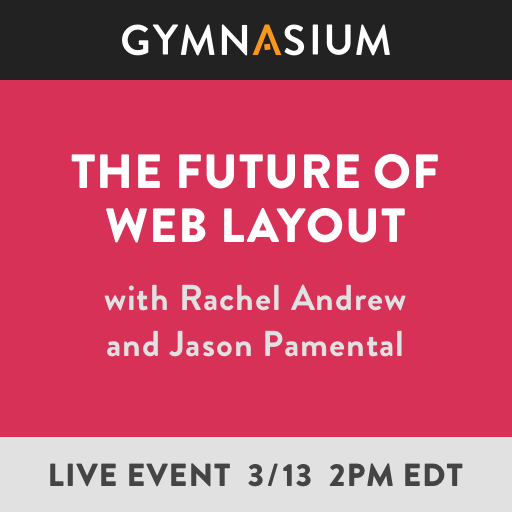 GYMNASIUM
THE FUTURE OF
WEB LAYOUT
with Rachel Andrew
and Jason Pamental
LIVE EVENT 3/13 2PM EDT